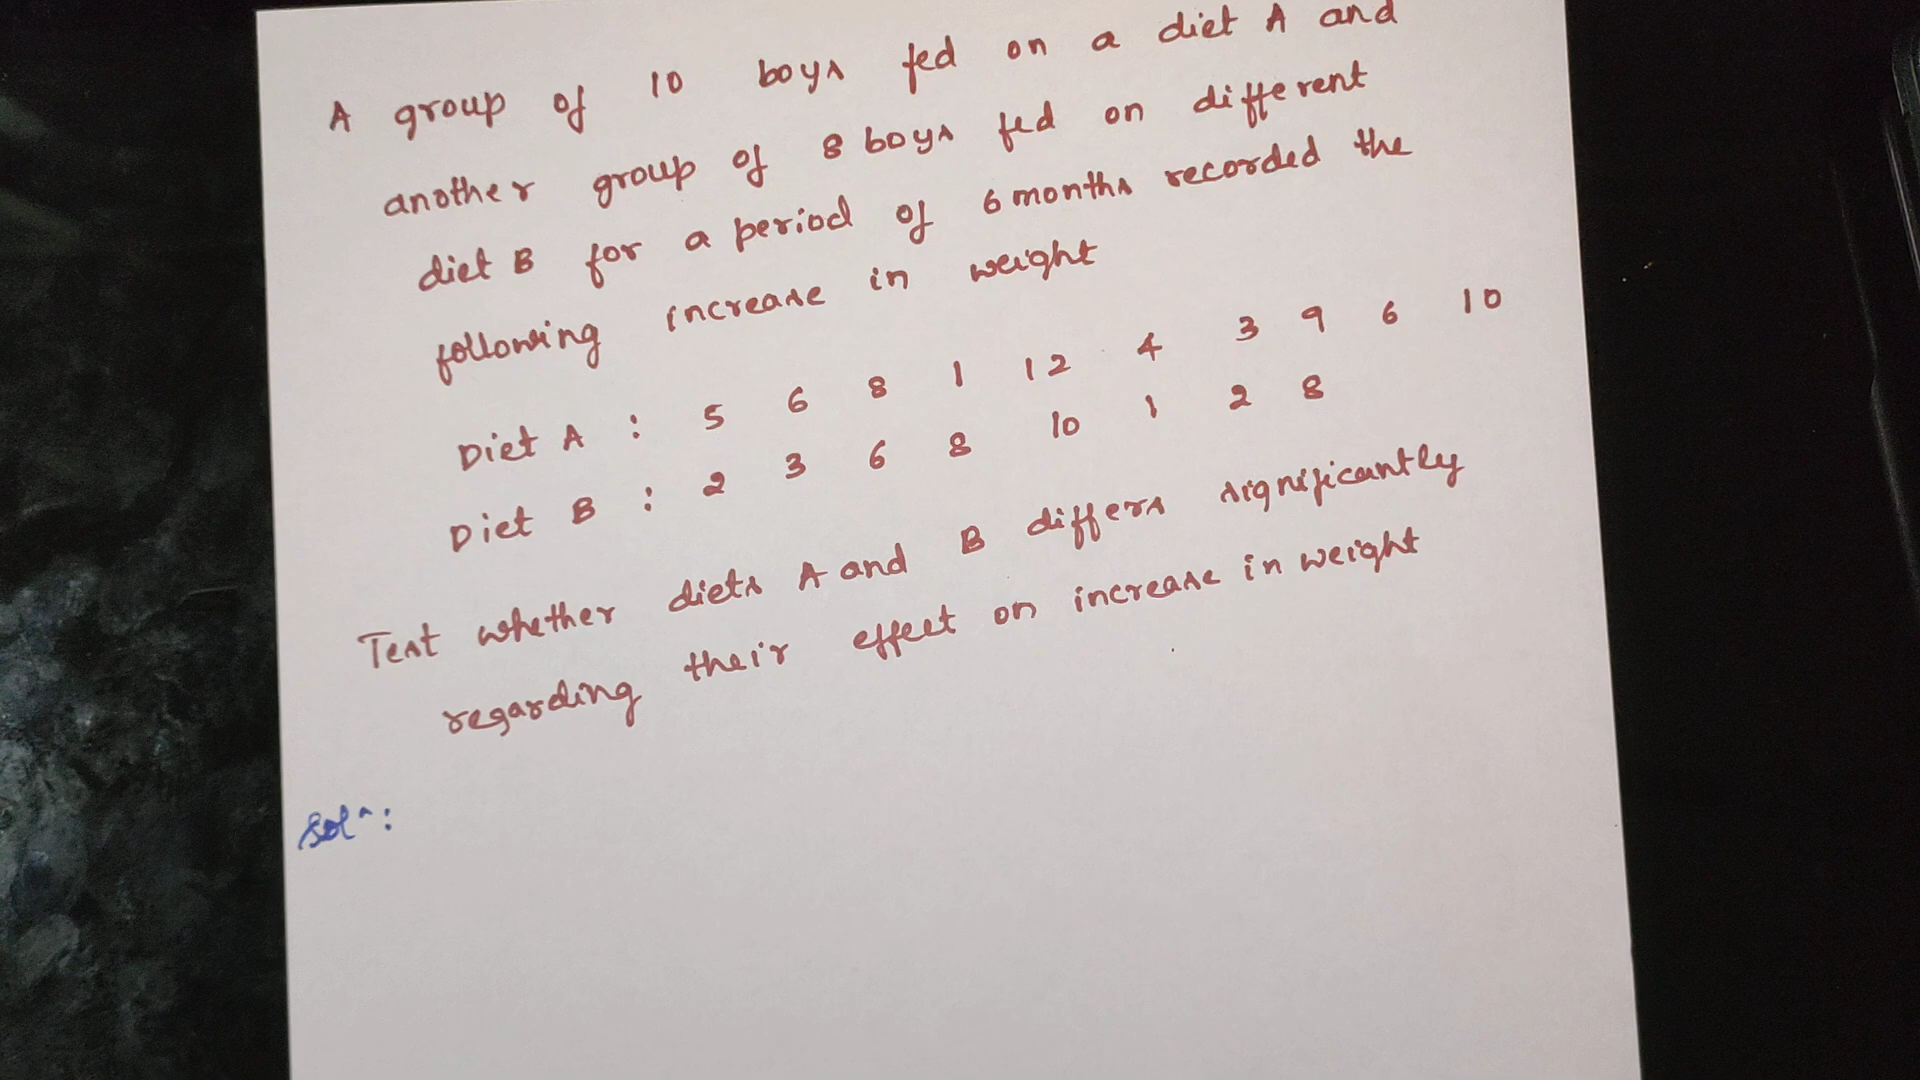 A group of 10 boys fed on a diet A and
another group of 8 boys fed on different
diet B for a period of 6 months recorded the
following increase in weight
Diet A : 5 6 8 1 12 4 3 9 6 10
Diet B : 2 3 6 8 10 1 2 8
Test whether diets A and B differs significantly
regarding their effect on increase in weight
Sol^n: